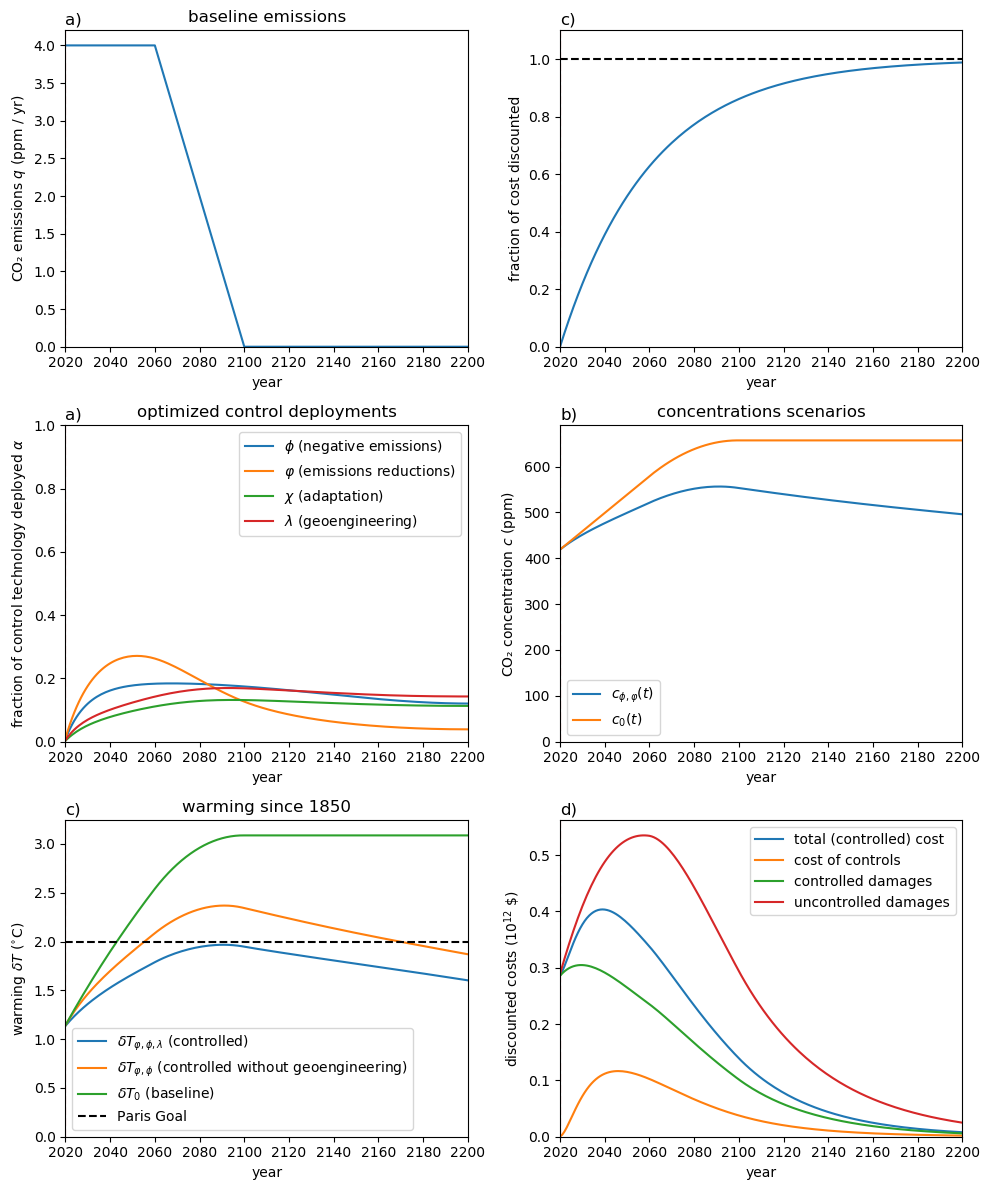 a)
baseline emissions
CO₂ emissions q (ppm / yr)
4.0
3.5
3.0
2.5
2.0
1.5
1.0
0.5
0.0
2020 2040 2060 2080 2100 2120 2140 2160 2180 2200
year
c)
fraction of cost discounted
1.0
0.8
0.6
0.4
0.2
0.0
2020 2040 2060 2080 2100 2120 2140 2160 2180 2200
year
a)
optimized control deployments
fraction of control technology deployed α
1.0
0.8
0.6
0.4
0.2
0.0
ϕ (negative emissions)
φ (emissions reductions)
χ (adaptation)
λ (geoengineering)
2020 2040 2060 2080 2100 2120 2140 2160 2180 2200
year
b)
concentrations scenarios
CO₂ concentration c (ppm)
600
500
400
300
200
100
0
c_{ϕ,φ}(t)
c₀(t)
2020 2040 2060 2080 2100 2120 2140 2160 2180 2200
year
c)
warming since 1850
warming δT (°C)
3.0
2.5
2.0
1.5
1.0
0.5
0.0
δT_{φ,ϕ,λ} (controlled)
δT_{φ,ϕ} (controlled without geoengineering)
δT₀ (baseline)
Paris Goal
2020 2040 2060 2080 2100 2120 2140 2160 2180 2200
year
d)
discounted costs (10¹² $)
0.5
0.4
0.3
0.2
0.1
0.0
total (controlled) cost
cost of controls
controlled damages
uncontrolled damages
2020 2040 2060 2080 2100 2120 2140 2160 2180 2200
year